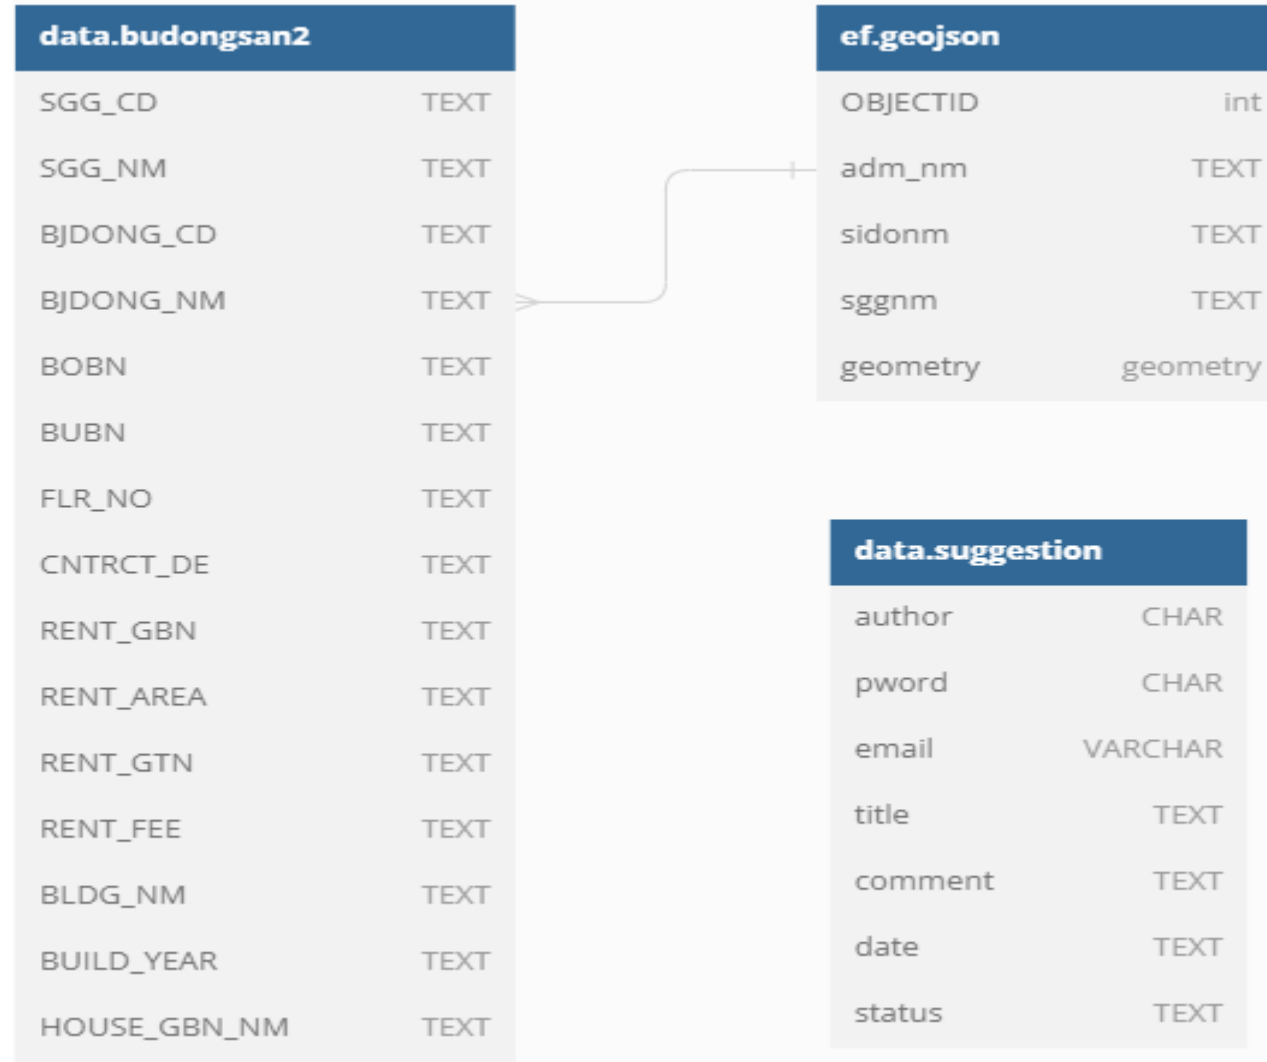 data.budongsan2
SGG_CD TEXT
SGG_NM TEXT
BJDONG_CD TEXT
BJDONG_NM TEXT
BOBN TEXT
BUBN TEXT
FLR_NO TEXT
CNTRCT_DE TEXT
RENT_GBN TEXT
RENT_AREA TEXT
RENT_GTN TEXT
RENT_FEE TEXT
BLDG_NM TEXT
BUILD_YEAR TEXT
HOUSE_GBN_NM TEXT
ef.geojson
OBJECTID int
adm_nm TEXT
sidonm TEXT
sggnm TEXT
geometry geometry
data.suggestion
author CHAR
pword CHAR
email VARCHAR
title TEXT
comment TEXT
date TEXT
status TEXT